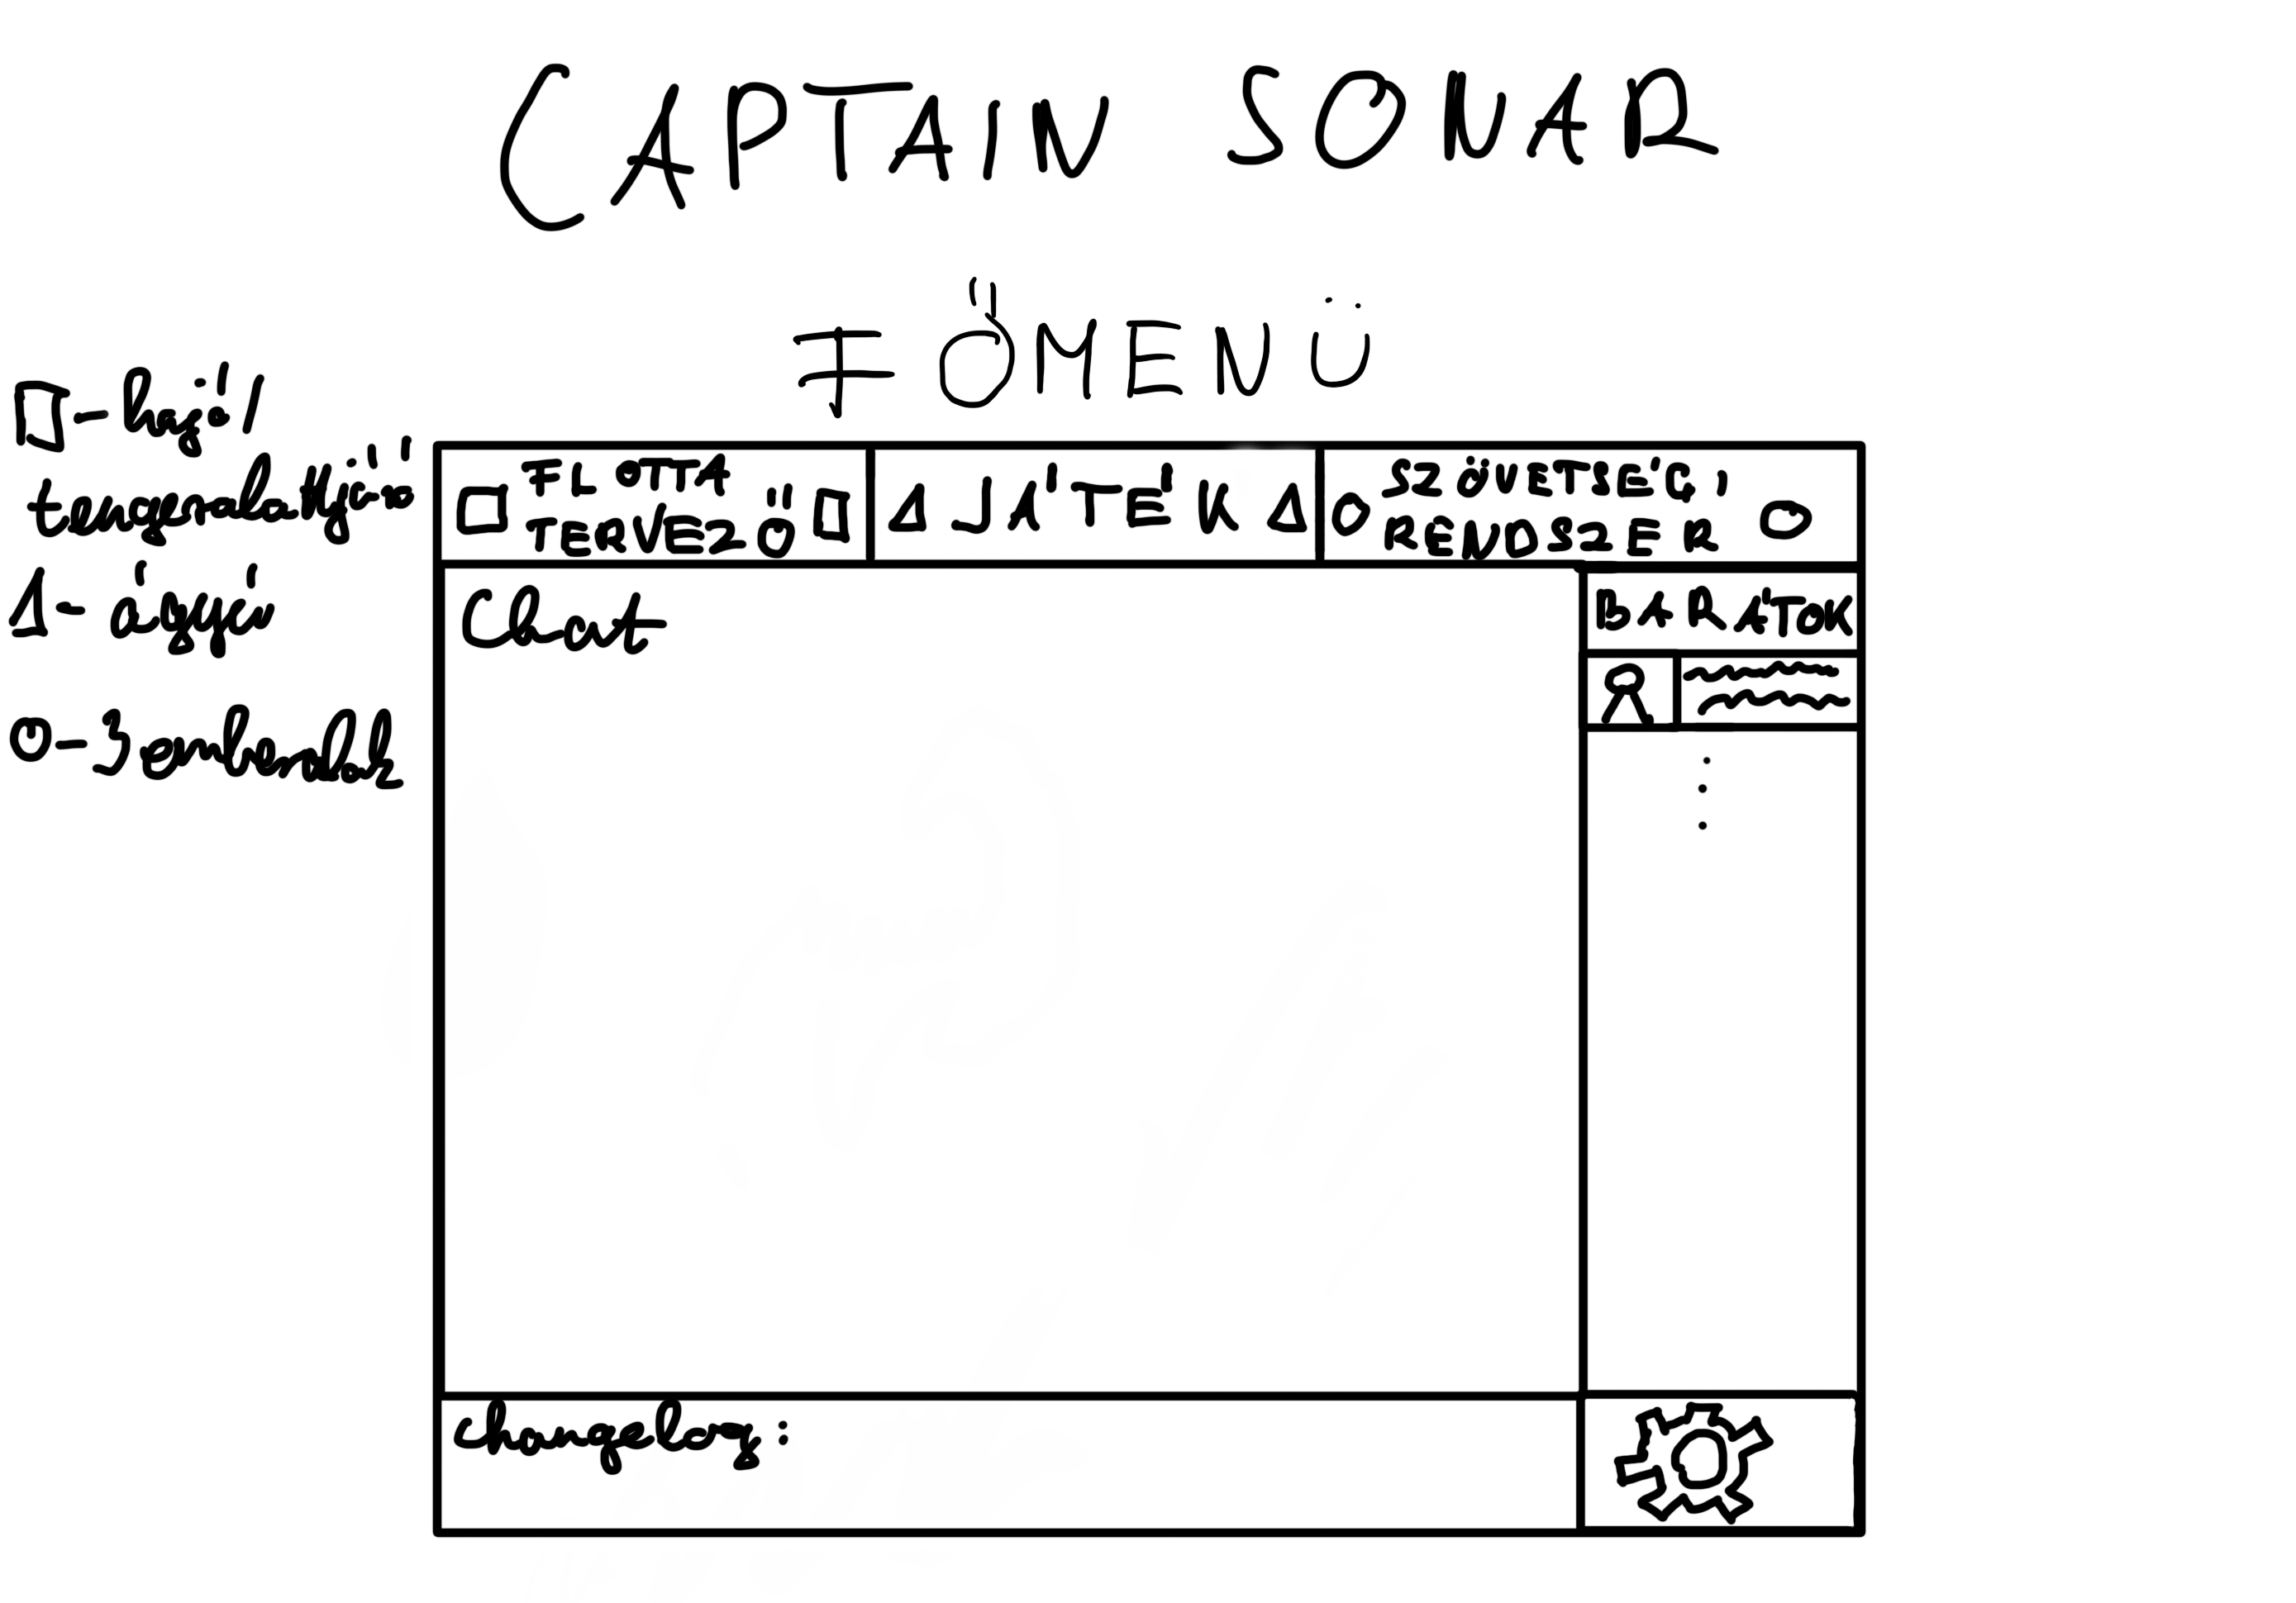 CAPTAIN SONAR
FŐMENÜ
□-hajó/
tengeralattjáró
△-ágyú
O-3 emberalak
□ FLOTTA TERVEZŐ □
△ JÁTÉK △
O SZÖVETSÉGI RENDSZER O
Chat
BARÁTOK
changelog: